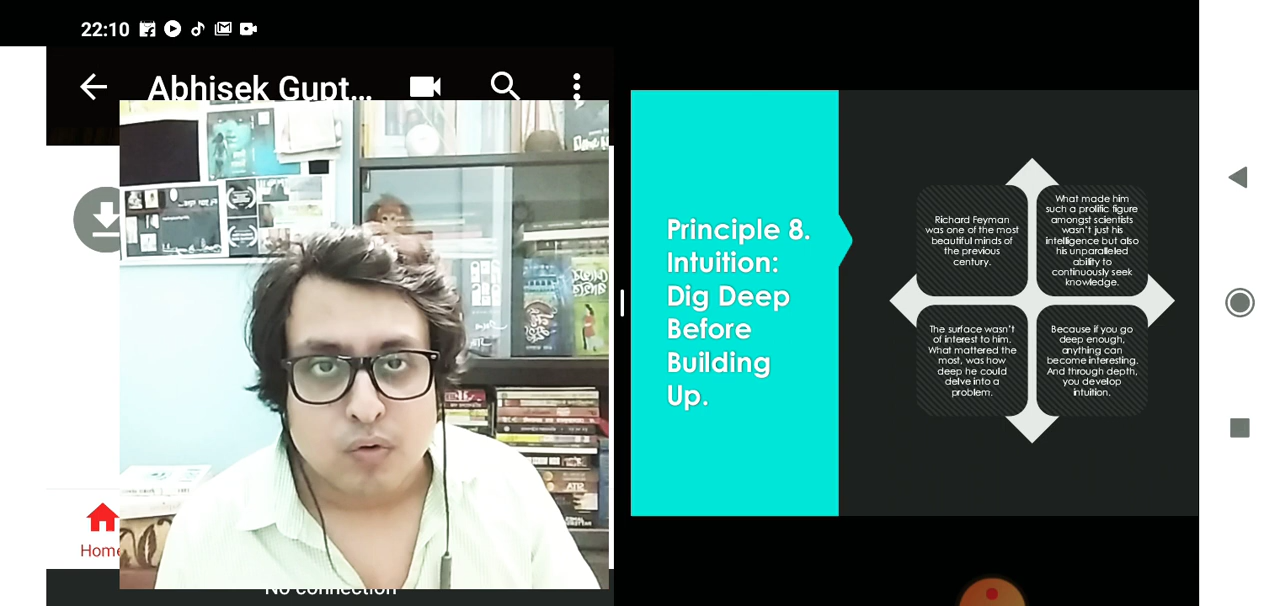 22:10
Abhisek Gupt...
Home
No connection
Principle 8.
Intuition:
Dig Deep
Before
Building
Up.
Richard Feyman
was one of the most
beautiful minds of
the previous
century.
What made him
such a prolific figure
amongst scientists
wasn't just his
intelligence but also
his unparalleled
ability to
continuously seek
knowledge.
The surface wasn't
of interest to him.
What mattered the
most, was how
deep he could
delve into a
problem.
Because if you go
deep enough,
anything can
become interesting.
And through depth,
you develop
intuition.